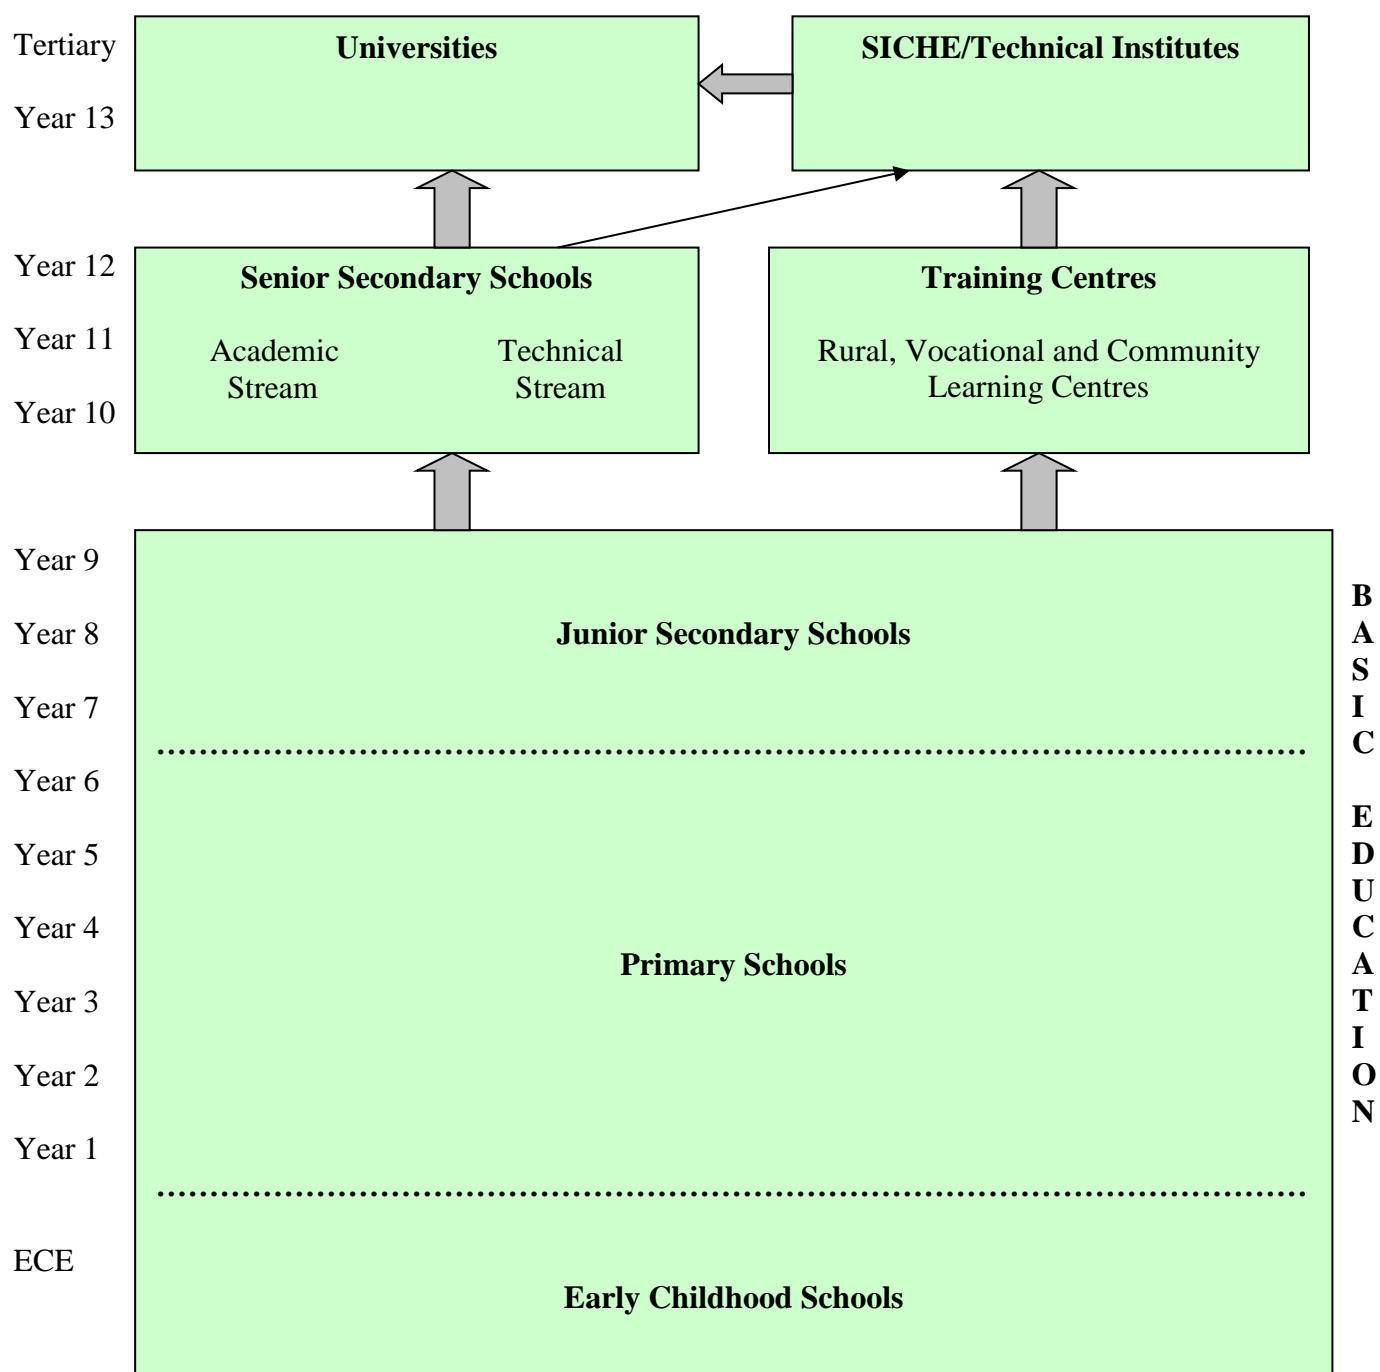 Tertiary
Universities
SICHE/Technical Institutes
Year 13
Year 12
Senior Secondary Schools
Training Centres
Year 11
Academic
Stream
Technical
Stream
Rural, Vocational and Community
Learning Centres
Year 10
Year 9
Year 8
Junior Secondary Schools
Year 7
Year 6
Year 5
Year 4
Primary Schools
Year 3
Year 2
Year 1
ECE
Early Childhood Schools
B
A
S
I
C
E
D
U
C
A
T
I
O
N